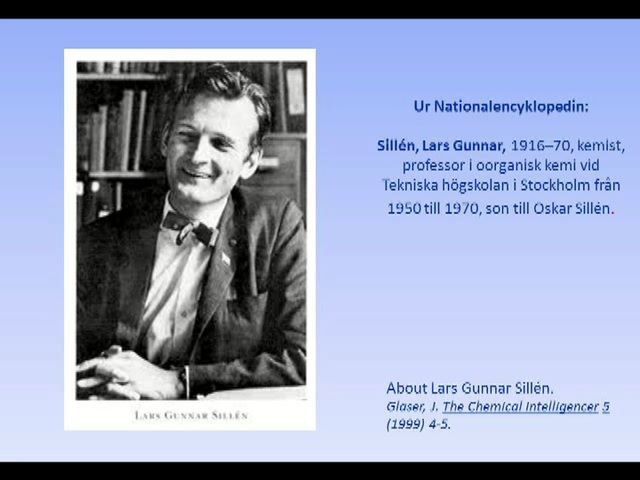 Ur Nationalencyklopedin:
Sillén, Lars Gunnar, 1916–70, kemist,
professor i oorganisk kemi vid
Tekniska högskolan i Stockholm från
1950 till 1970, son till Oskar Sillén.
LARS GUNNAR SILLÉN
About Lars Gunnar Sillén.
Glaser, J. The Chemical Intelligencer 5
(1999) 4-5.